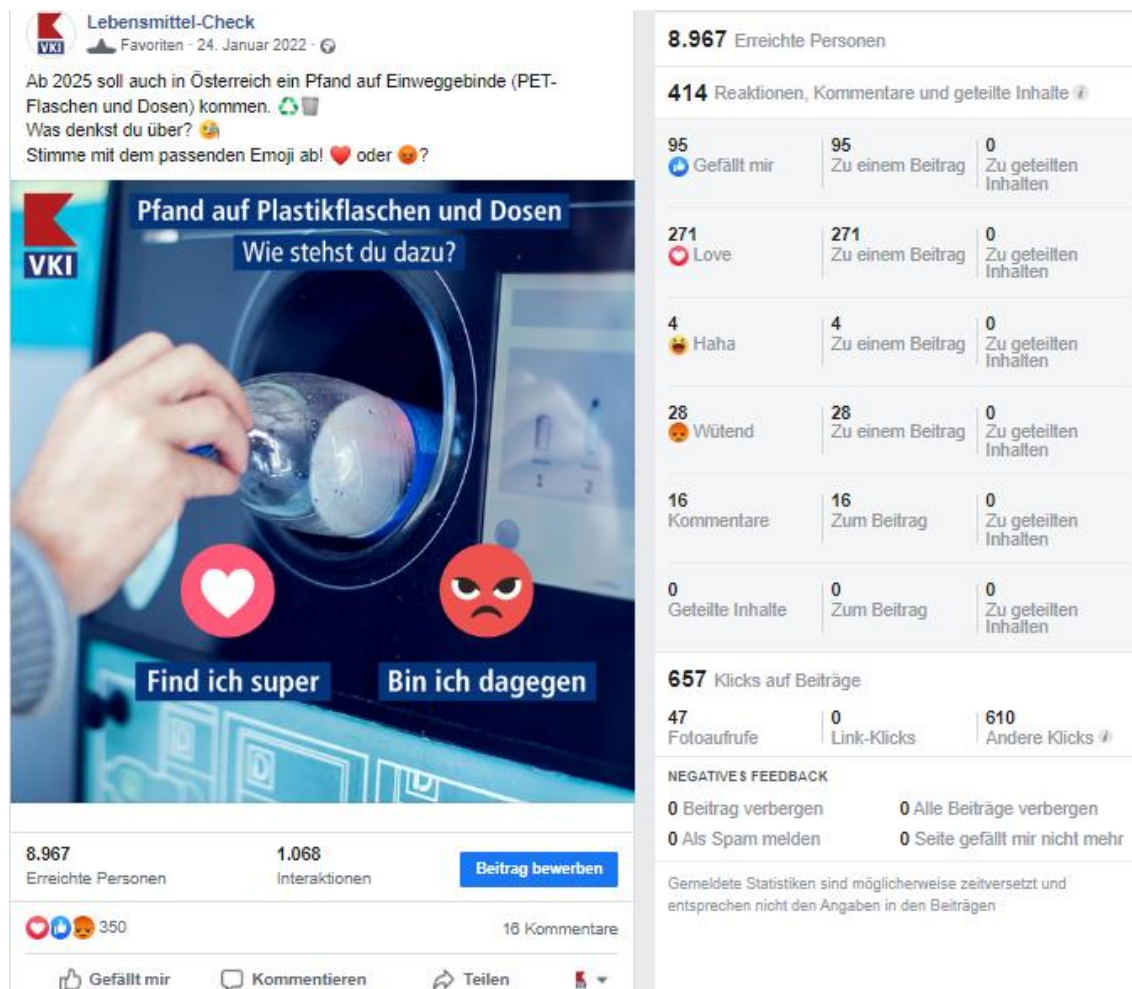 Lebensmittel-Check
Favoriten · 24. Januar 2022 ·
Ab 2025 soll auch in Österreich ein Pfand auf Einweggebinde (PET-
Flaschen und Dosen) kommen. ♻️🗑️
Was denkst du über? 🧐
Stimme mit dem passenden Emoji ab! ❤️ oder 😡?
VKI
Pfand auf Plastikflaschen und Dosen
Wie stehst du dazu?
VKI
1 2
Find ich super
Bin ich dagegen
D
D
8.967
Erreichte Personen
1.068
Interaktionen
Beitrag bewerben
350
16 Kommentare
Gefällt mir
Kommentieren
Teilen
8.967 Erreichte Personen
414 Reaktionen, Kommentare und geteilte Inhalte
95
Gefällt mir
95
Zu einem Beitrag
0
Zu geteilten
Inhalten
271
Love
271
Zu einem Beitrag
0
Zu geteilten
Inhalten
4
Haha
4
Zu einem Beitrag
0
Zu geteilten
Inhalten
28
Wütend
28
Zu einem Beitrag
0
Zu geteilten
Inhalten
16
Kommentare
16
Zum Beitrag
0
Zu geteilten
Inhalten
0
Geteilte Inhalte
0
Zum Beitrag
0
Zu geteilten
Inhalten
657 Klicks auf Beiträge
47
Fotoaufrufe
0
Link-Klicks
610
Andere Klicks
NEGATIVES FEEDBACK
0 Beitrag verbergen
0 Alle Beiträge verbergen
0 Als Spam melden
0 Seite gefällt mir nicht mehr
Gemeldete Statistiken sind möglicherweise zeitversetzt und
entsprechen nicht den Angaben in den Beiträgen